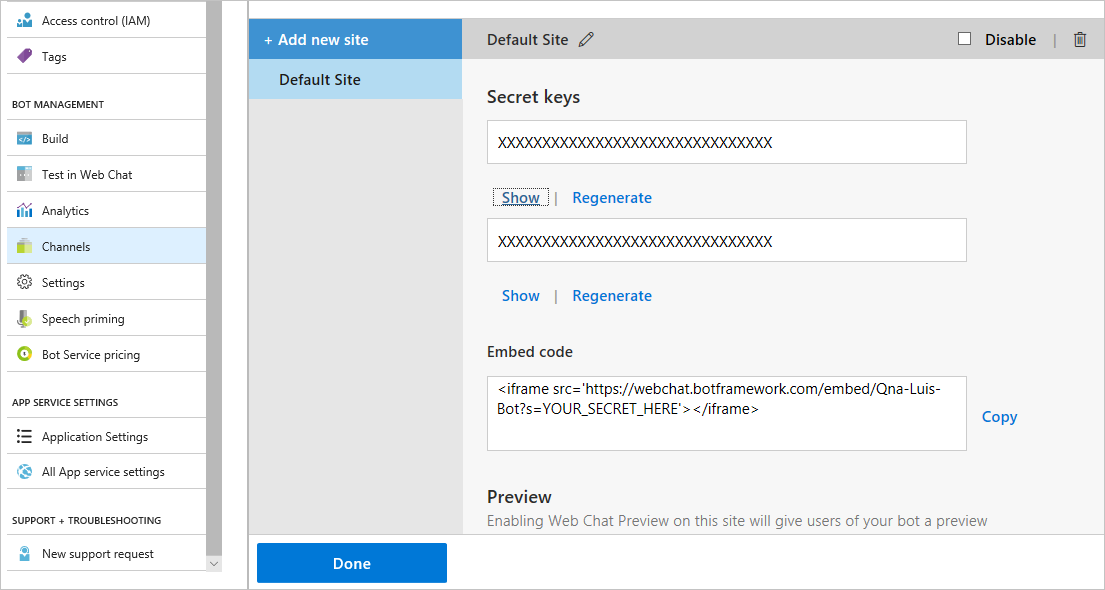 Access control (IAM)
Tags
BOT MANAGEMENT
Build
Test in Web Chat
Analytics
Channels
Settings
Speech priming
Bot Service pricing
APP SERVICE SETTINGS
Application Settings
All App service settings
SUPPORT + TROUBLESHOOTING
New support request
+ Add new site
Default Site
Default Site
Disable
Secret keys
XXXXXXXXXXXXXXXXXXXXXXXXXXXXXXX
Show | Regenerate
XXXXXXXXXXXXXXXXXXXXXXXXXXXXXXX
Show | Regenerate
Embed code
<iframe src='https://webchat.botframework.com/embed/Qna-Luis-
Bot?s=YOUR_SECRET_HERE'></iframe>
Copy
Preview
Enabling Web Chat Preview on this site will give users of your bot a preview
Done